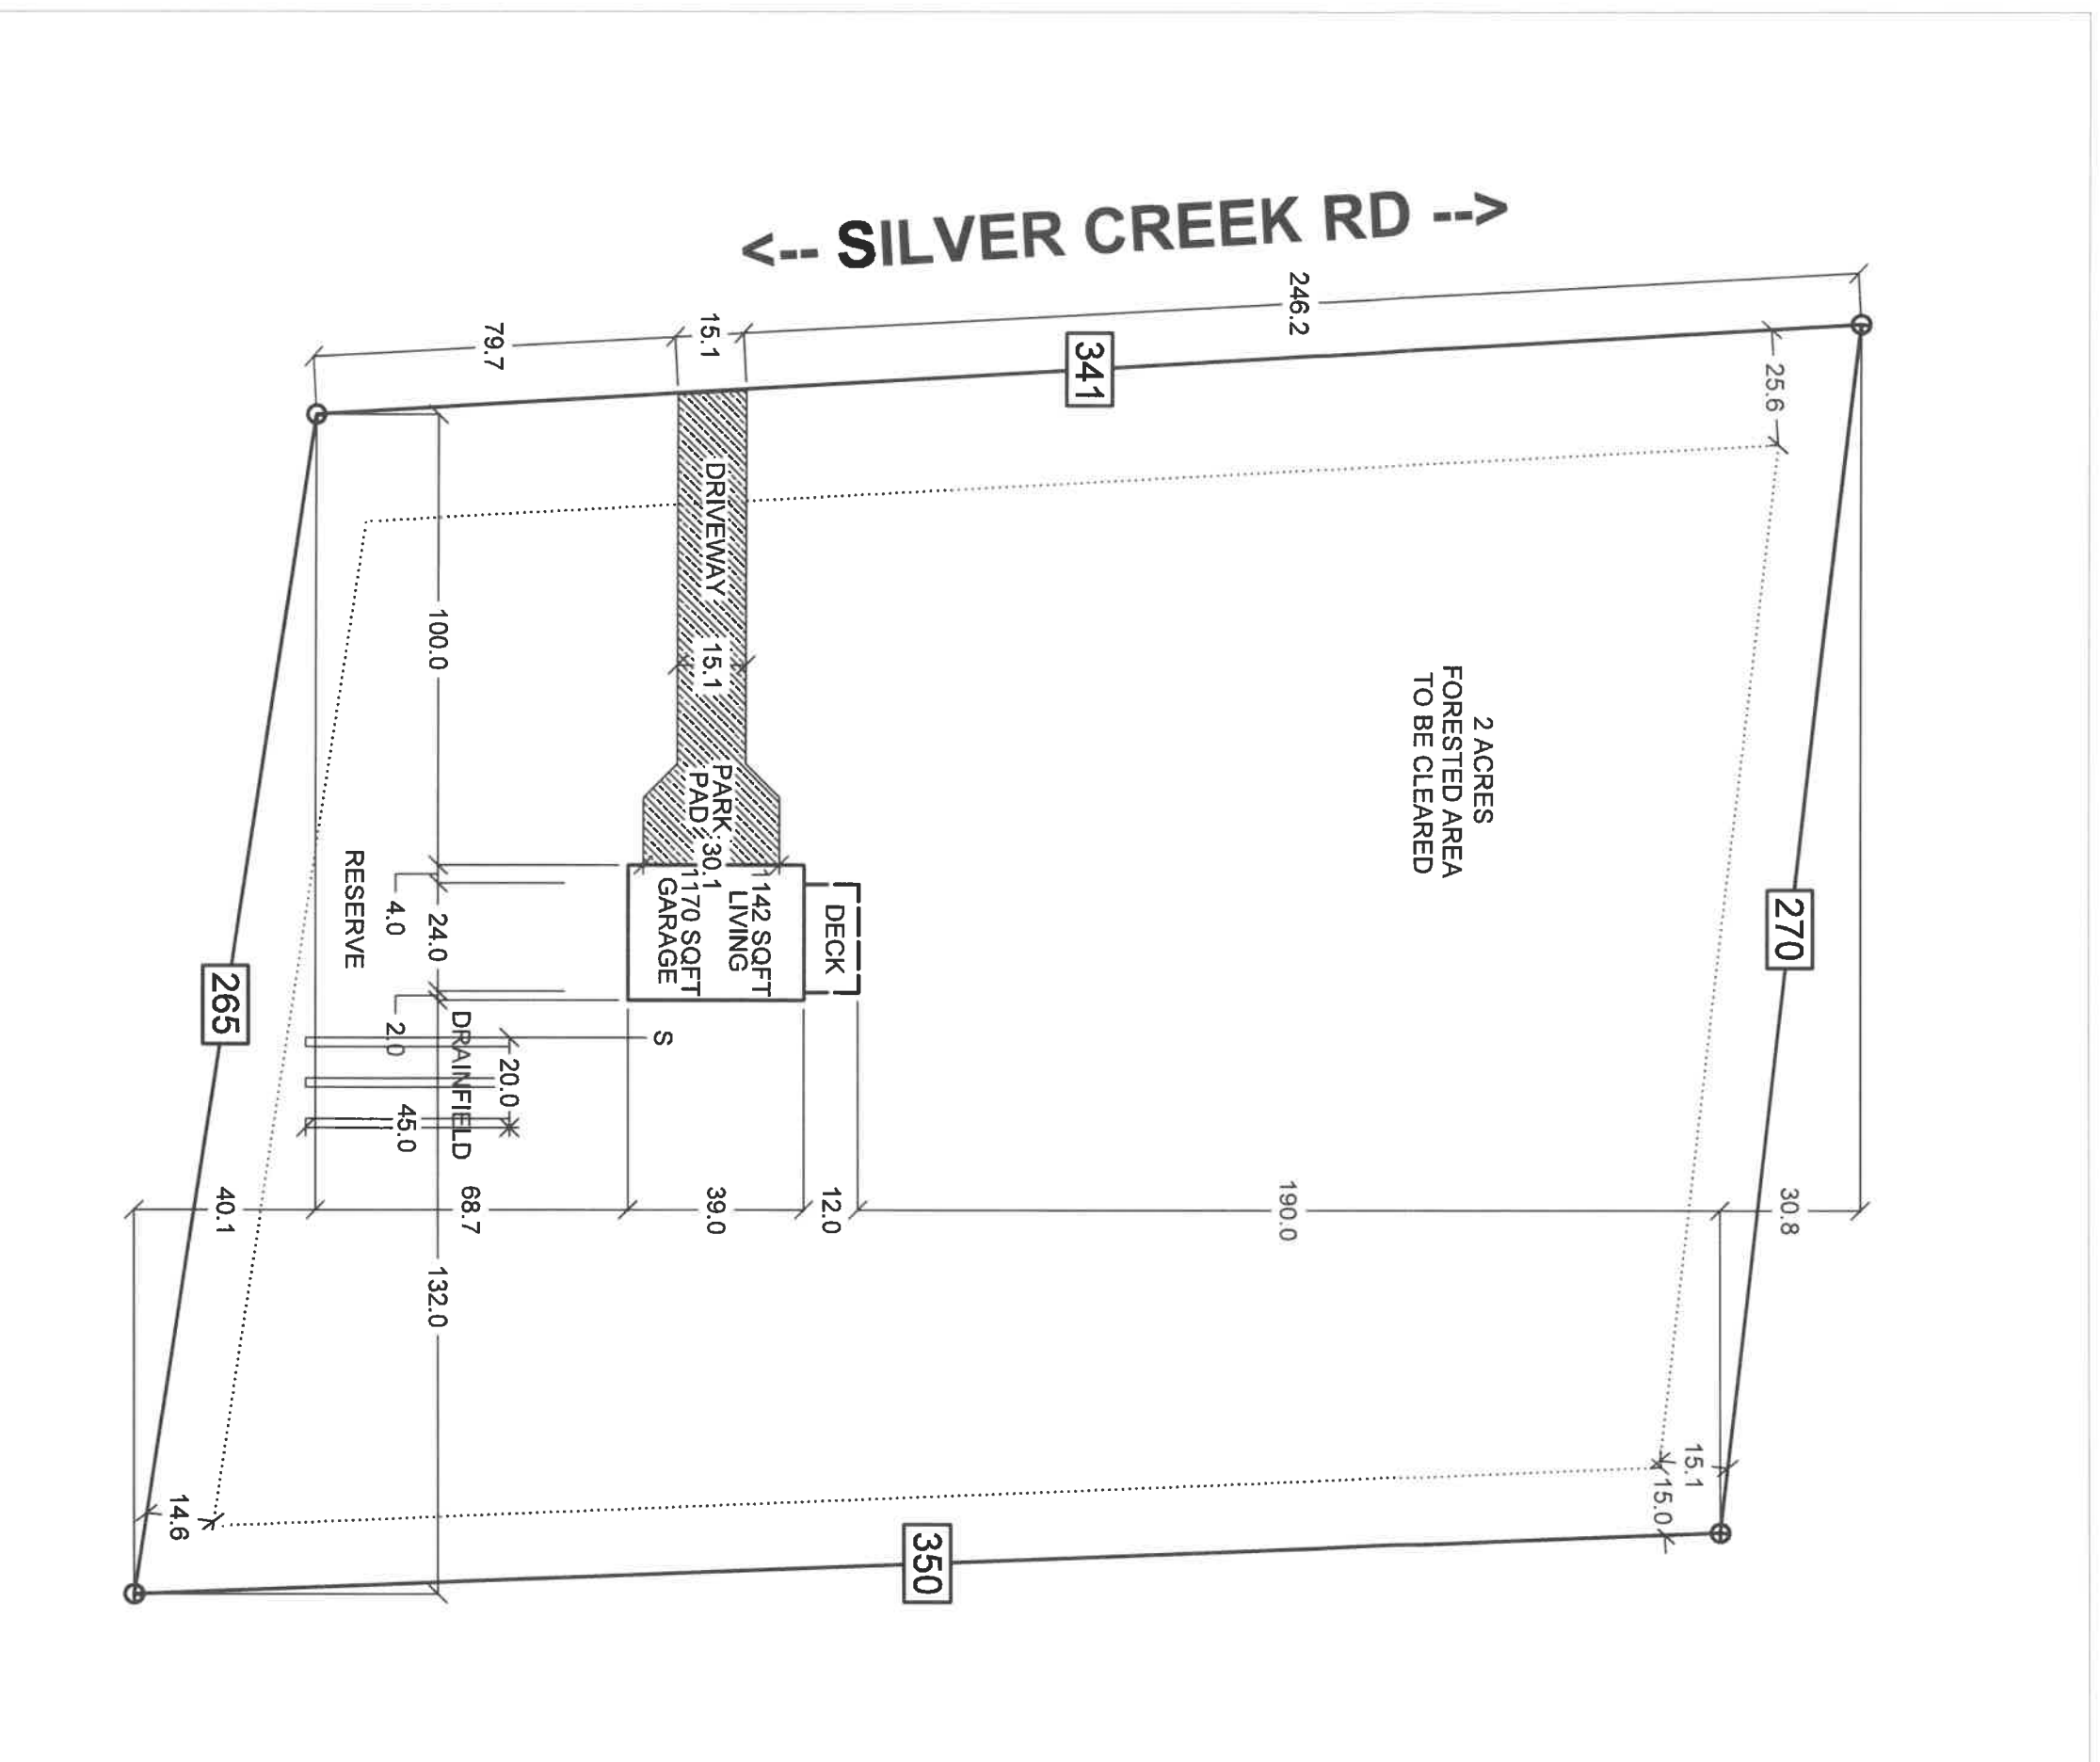 <-- SILVER CREEK RD -->
246.2
15.1
79.7
341
25.6
DRIVEWAY
15.1
100.0
2 ACRES
FORESTED AREA
TO BE CLEARED
270
PARK
PAD
30.1
142 SQFT
LIVING
1170 SQFT
GARAGE
DECK
RESERVE
4.0
24.0
265
2.0
S
DRAINFIELD
20.0
45.0
40.1
68.7
39.0
12.0
190.0
30.8
132.0
15.1
15.0
14.6
350